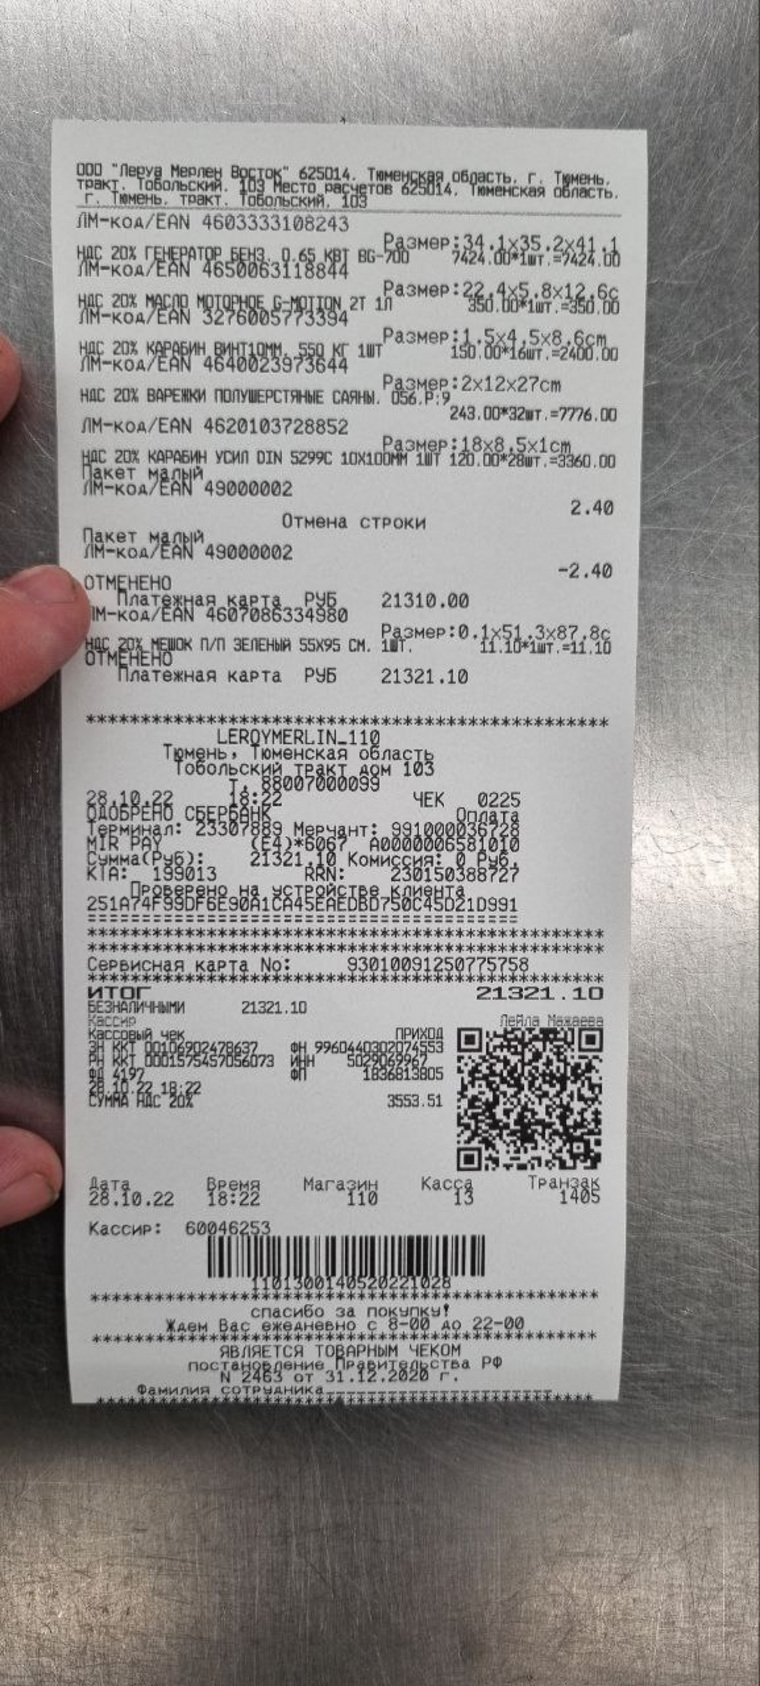 ООО "Леруа Мерлен Восток" 625014. Тюменская область. г. Тюмень.
тракт. Тобольский. 103 Место расчетов 625014. Тюменская область.
г. Тюмень. тракт. Тобольский. 103
ЛМ-код/EAN 4603333108243
Размер:34.1x35.2x41.1
НДС 20% ГЕНЕРАТОР БЕНЗ. 0.65 КВТ BG-700 7424.00*1шт.=7424.00
ЛМ-код/EAN 4650063118844
Размер:22.4x5.8x12.6c
НДС 20% МАСЛО МОТОРНОЕ G-MOTION 2T 1Л 350.00*1шт.=350.00
ЛМ-код/EAN 3276005773394
Размер:1.5x4.5x8.6cm
НДС 20% КАРАБИН ВИНТ10ММ. 550 КГ 1ШТ 150.00*16шт.=2400.00
ЛМ-код/EAN 4640023973644
Размер:2x12x27cm
НДС 20% ВАРЕЖКИ ПОЛУШЕРСТЯНЫЕ САЯНЫ. 056.Р:9
243.00*32шт.=7776.00
ЛМ-код/EAN 4620103728852
Размер:18x8.5x1cm
НДС 20% КАРАБИН УСИЛ DIN 5299C 10X100ММ 1ШТ 120.00*28шт.=3360.00
Пакет малый
ЛМ-код/EAN 49000002
2.40
Отмена строки
Пакет малый
ЛМ-код/EAN 49000002
-2.40
ОТМЕНЕНО
Платежная карта РУБ 21310.00
ЛМ-код/EAN 4607086334980
Размер:0.1x51.3x87.8c
НДС 20% МЕШОК П/П ЗЕЛЕНЫЙ 55X95 СМ. 1ШТ. 11.10*1шт.=11.10
ОТМЕНЕНО
Платежная карта РУБ 21321.10
************************************************
LEROYMERLIN_110
Тюмень, Тюменская область
Тобольский тракт дом 103
т. 88007000099
28.10.22 18:22 ЧЕК 0225
ОДОБРЕНО СБЕРБАНК Оплата
Терминал: 23307889 Мерчант: 991000036728
MIR PAY (E4)*6067 A0000006581010
Сумма(Руб): 21321.10 Комиссия: 0 Руб.
КТА: 199013 RRN: 230150388727
Проверено на устройстве клиента
251A74F99DF6E90A1CA45EAEDBD750C45D21D991
========================================
************************************************
************************************************
Сервисная карта No: 93010091250775758
************************************************
ИТОГ 21321.10
БЕЗНАЛИЧНЫМИ 21321.10
Кассир Лейла Мажаева
Кассовый чек ПРИХОД
ЗН ККТ 00106902478637 ФН 9960440302074553
РН ККТ 0001575457056073 ИНН 5029069967
ФД 4197 ФП 1836813805
28.10.22 18:22
СУММА НДС 20% 3553.51
Дата Время Магазин Касса Транзак
28.10.22 18:22 110 13 1405
Кассир: 60046253
1101300140520221028
************************************************
спасибо за покупку!
Ждем Вас ежедневно с 8-00 до 22-00
************************************************
ЯВЛЯЕТСЯ ТОВАРНЫМ ЧЕКОМ
постановление Правительства РФ
N 2463 от 31.12.2020 г.
Фамилия сотрудника_________________________
************************************************